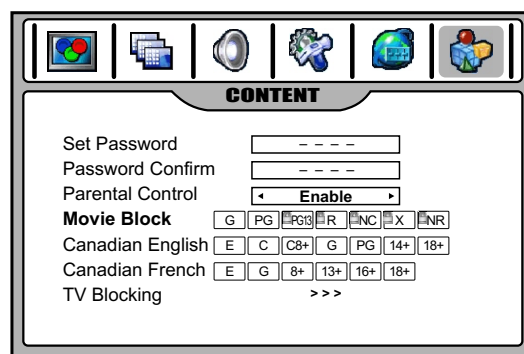 CONTENT
Set Password – – – –
Password Confirm – – – –
Parental Control Enable
Movie Block G PG PG13 R NC X NR
Canadian English E C C8+ G PG 14+ 18+
Canadian French E G 8+ 13+ 16+ 18+
TV Blocking >>>